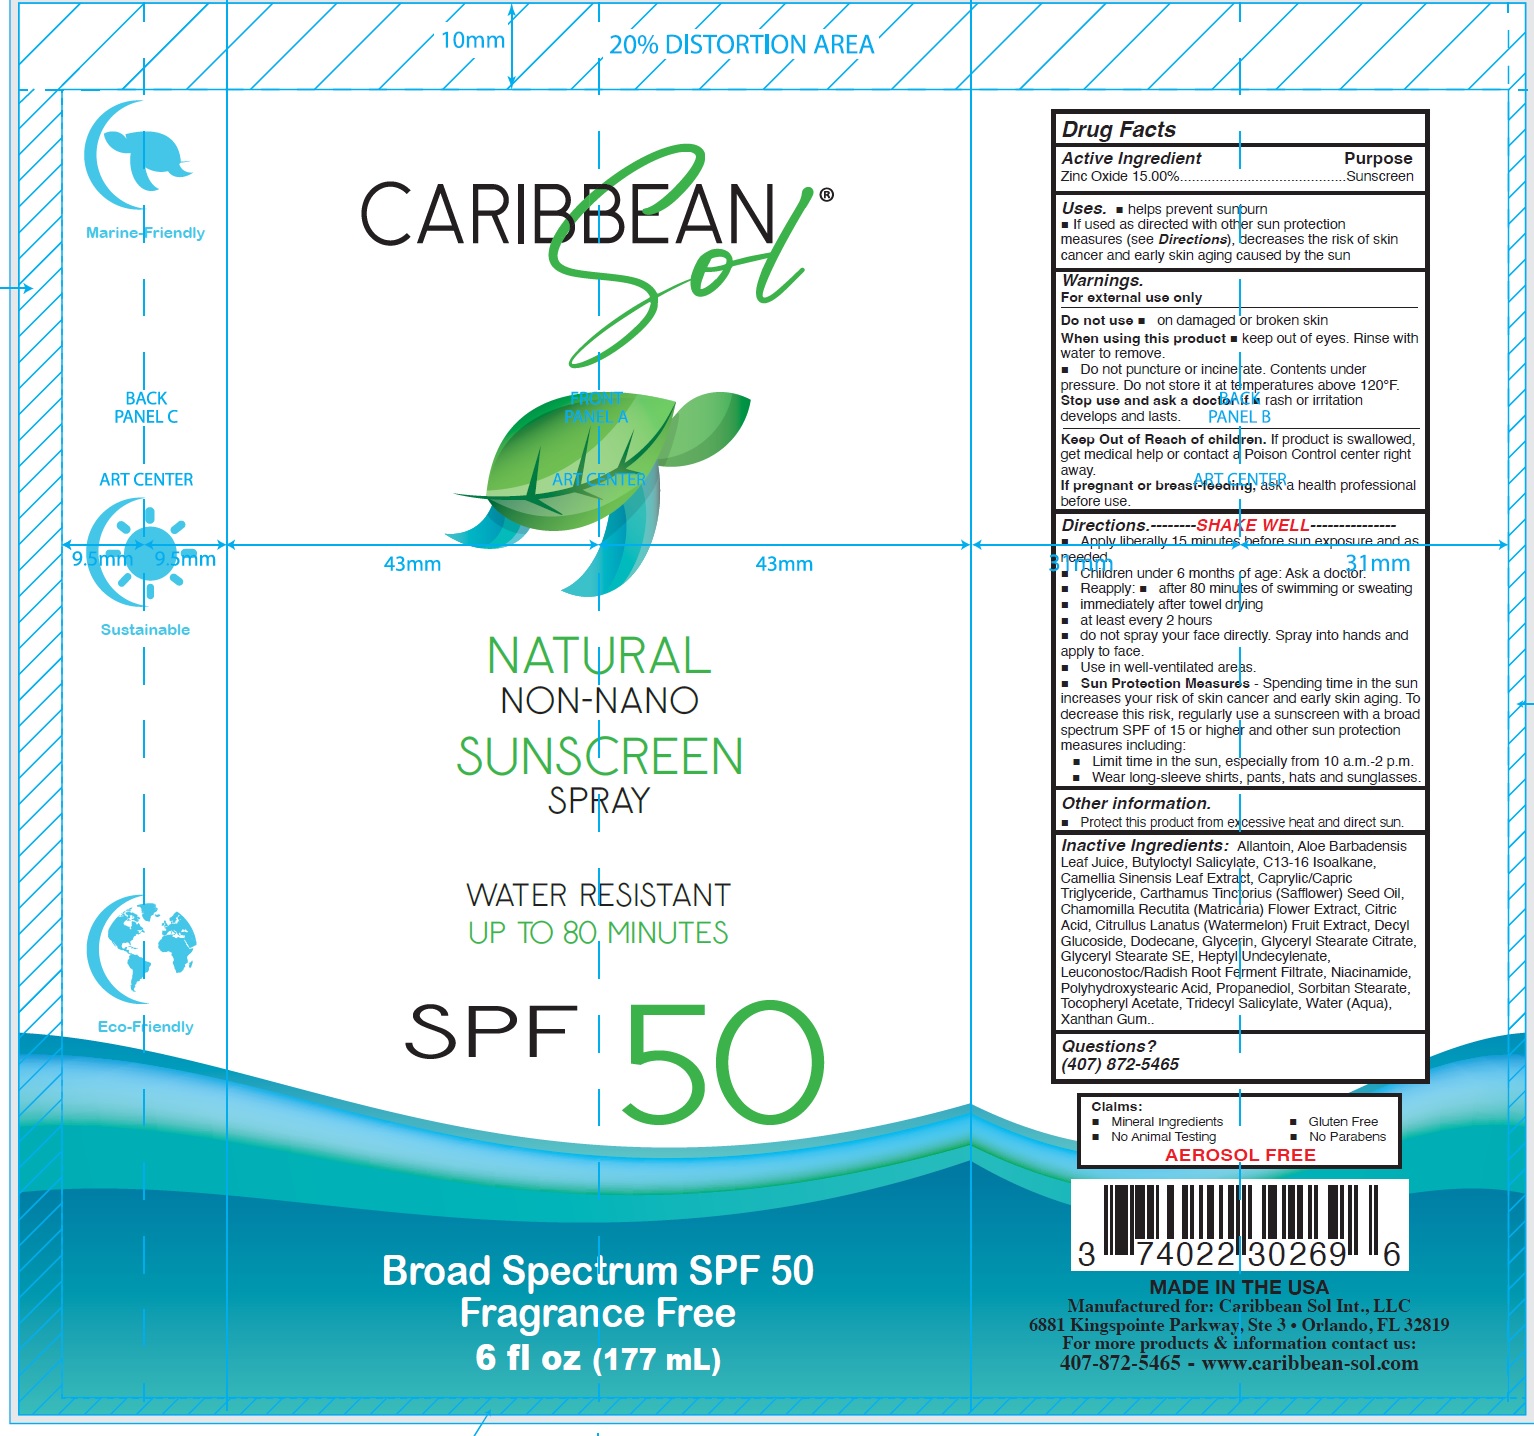 10mm
20% DISTORTION AREA
Marine-Friendly
BACK
PANEL C
ART CENTER
9.5mm
9.5mm
Sustainable
Eco-Friendly
CARIBBEAN
Sol®
FRONT
PANEL A
ART CENTER
43mm
43mm
NATURAL
NON-NANO
SUNSCREEN
SPRAY
WATER RESISTANT
UP TO 80 MINUTES
SPF 50
Broad Spectrum SPF 50
Fragrance Free
6 fl oz (177 mL)
Drug Facts
Active Ingredient Purpose
Zinc Oxide 15.00%..........................................Sunscreen
Uses. ■ helps prevent sunburn
■ If used as directed with other sun protection
measures (see Directions), decreases the risk of skin
cancer and early skin aging caused by the sun
Warnings.
For external use only
Do not use ■ on damaged or broken skin
When using this product ■ keep out of eyes. Rinse with
water to remove.
■ Do not puncture or incinerate. Contents under
pressure. Do not store it at temperatures above 120°F.
Stop use and ask a doctor if ■ rash or irritation
develops and lasts.
BACK
PANEL B
Keep Out of Reach of children. If product is swallowed,
get medical help or contact a Poison Control center right
away.
ART CENTER
If pregnant or breast-feeding, ask a health professional
before use.
Directions.--------SHAKE WELL---------------
■ Apply liberally 15 minutes before sun exposure and as
needed.
31mm
31mm
■ Children under 6 months of age: Ask a doctor.
■ Reapply: ■ after 80 minutes of swimming or sweating
■ immediately after towel drying
■ at least every 2 hours
■ do not spray your face directly. Spray into hands and
apply to face.
■ Use in well-ventilated areas.
■ Sun Protection Measures - Spending time in the sun
increases your risk of skin cancer and early skin aging. To
decrease this risk, regularly use a sunscreen with a broad
spectrum SPF of 15 or higher and other sun protection
measures including:
■ Limit time in the sun, especially from 10 a.m.-2 p.m.
■ Wear long-sleeve shirts, pants, hats and sunglasses.
Other information.
■ Protect this product from excessive heat and direct sun.
Inactive Ingredients: Allantoin, Aloe Barbadensis
Leaf Juice, Butyloctyl Salicylate, C13-16 Isoalkane,
Camellia Sinensis Leaf Extract, Caprylic/Capric
Triglyceride, Carthamus Tinctorius (Safflower) Seed Oil,
Chamomilla Recutita (Matricaria) Flower Extract, Citric
Acid, Citrullus Lanatus (Watermelon) Fruit Extract, Decyl
Glucoside, Dodecane, Glycerin, Glyceryl Stearate Citrate,
Glyceryl Stearate SE, Heptyl Undecylenate,
Leuconostoc/Radish Root Ferment Filtrate, Niacinamide,
Polyhydroxystearic Acid, Propanediol, Sorbitan Stearate,
Tocopheryl Acetate, Tridecyl Salicylate, Water (Aqua),
Xanthan Gum..
Questions?
(407) 872-5465
Claims:
■ Mineral Ingredients ■ Gluten Free
■ No Animal Testing ■ No Parabens
AEROSOL FREE
3 74022 30269 6
MADE IN THE USA
Manufactured for: Caribbean Sol Int., LLC
6881 Kingspointe Parkway, Ste 3 • Orlando, FL 32819
For more products & information contact us:
407-872-5465 - www.caribbean-sol.com